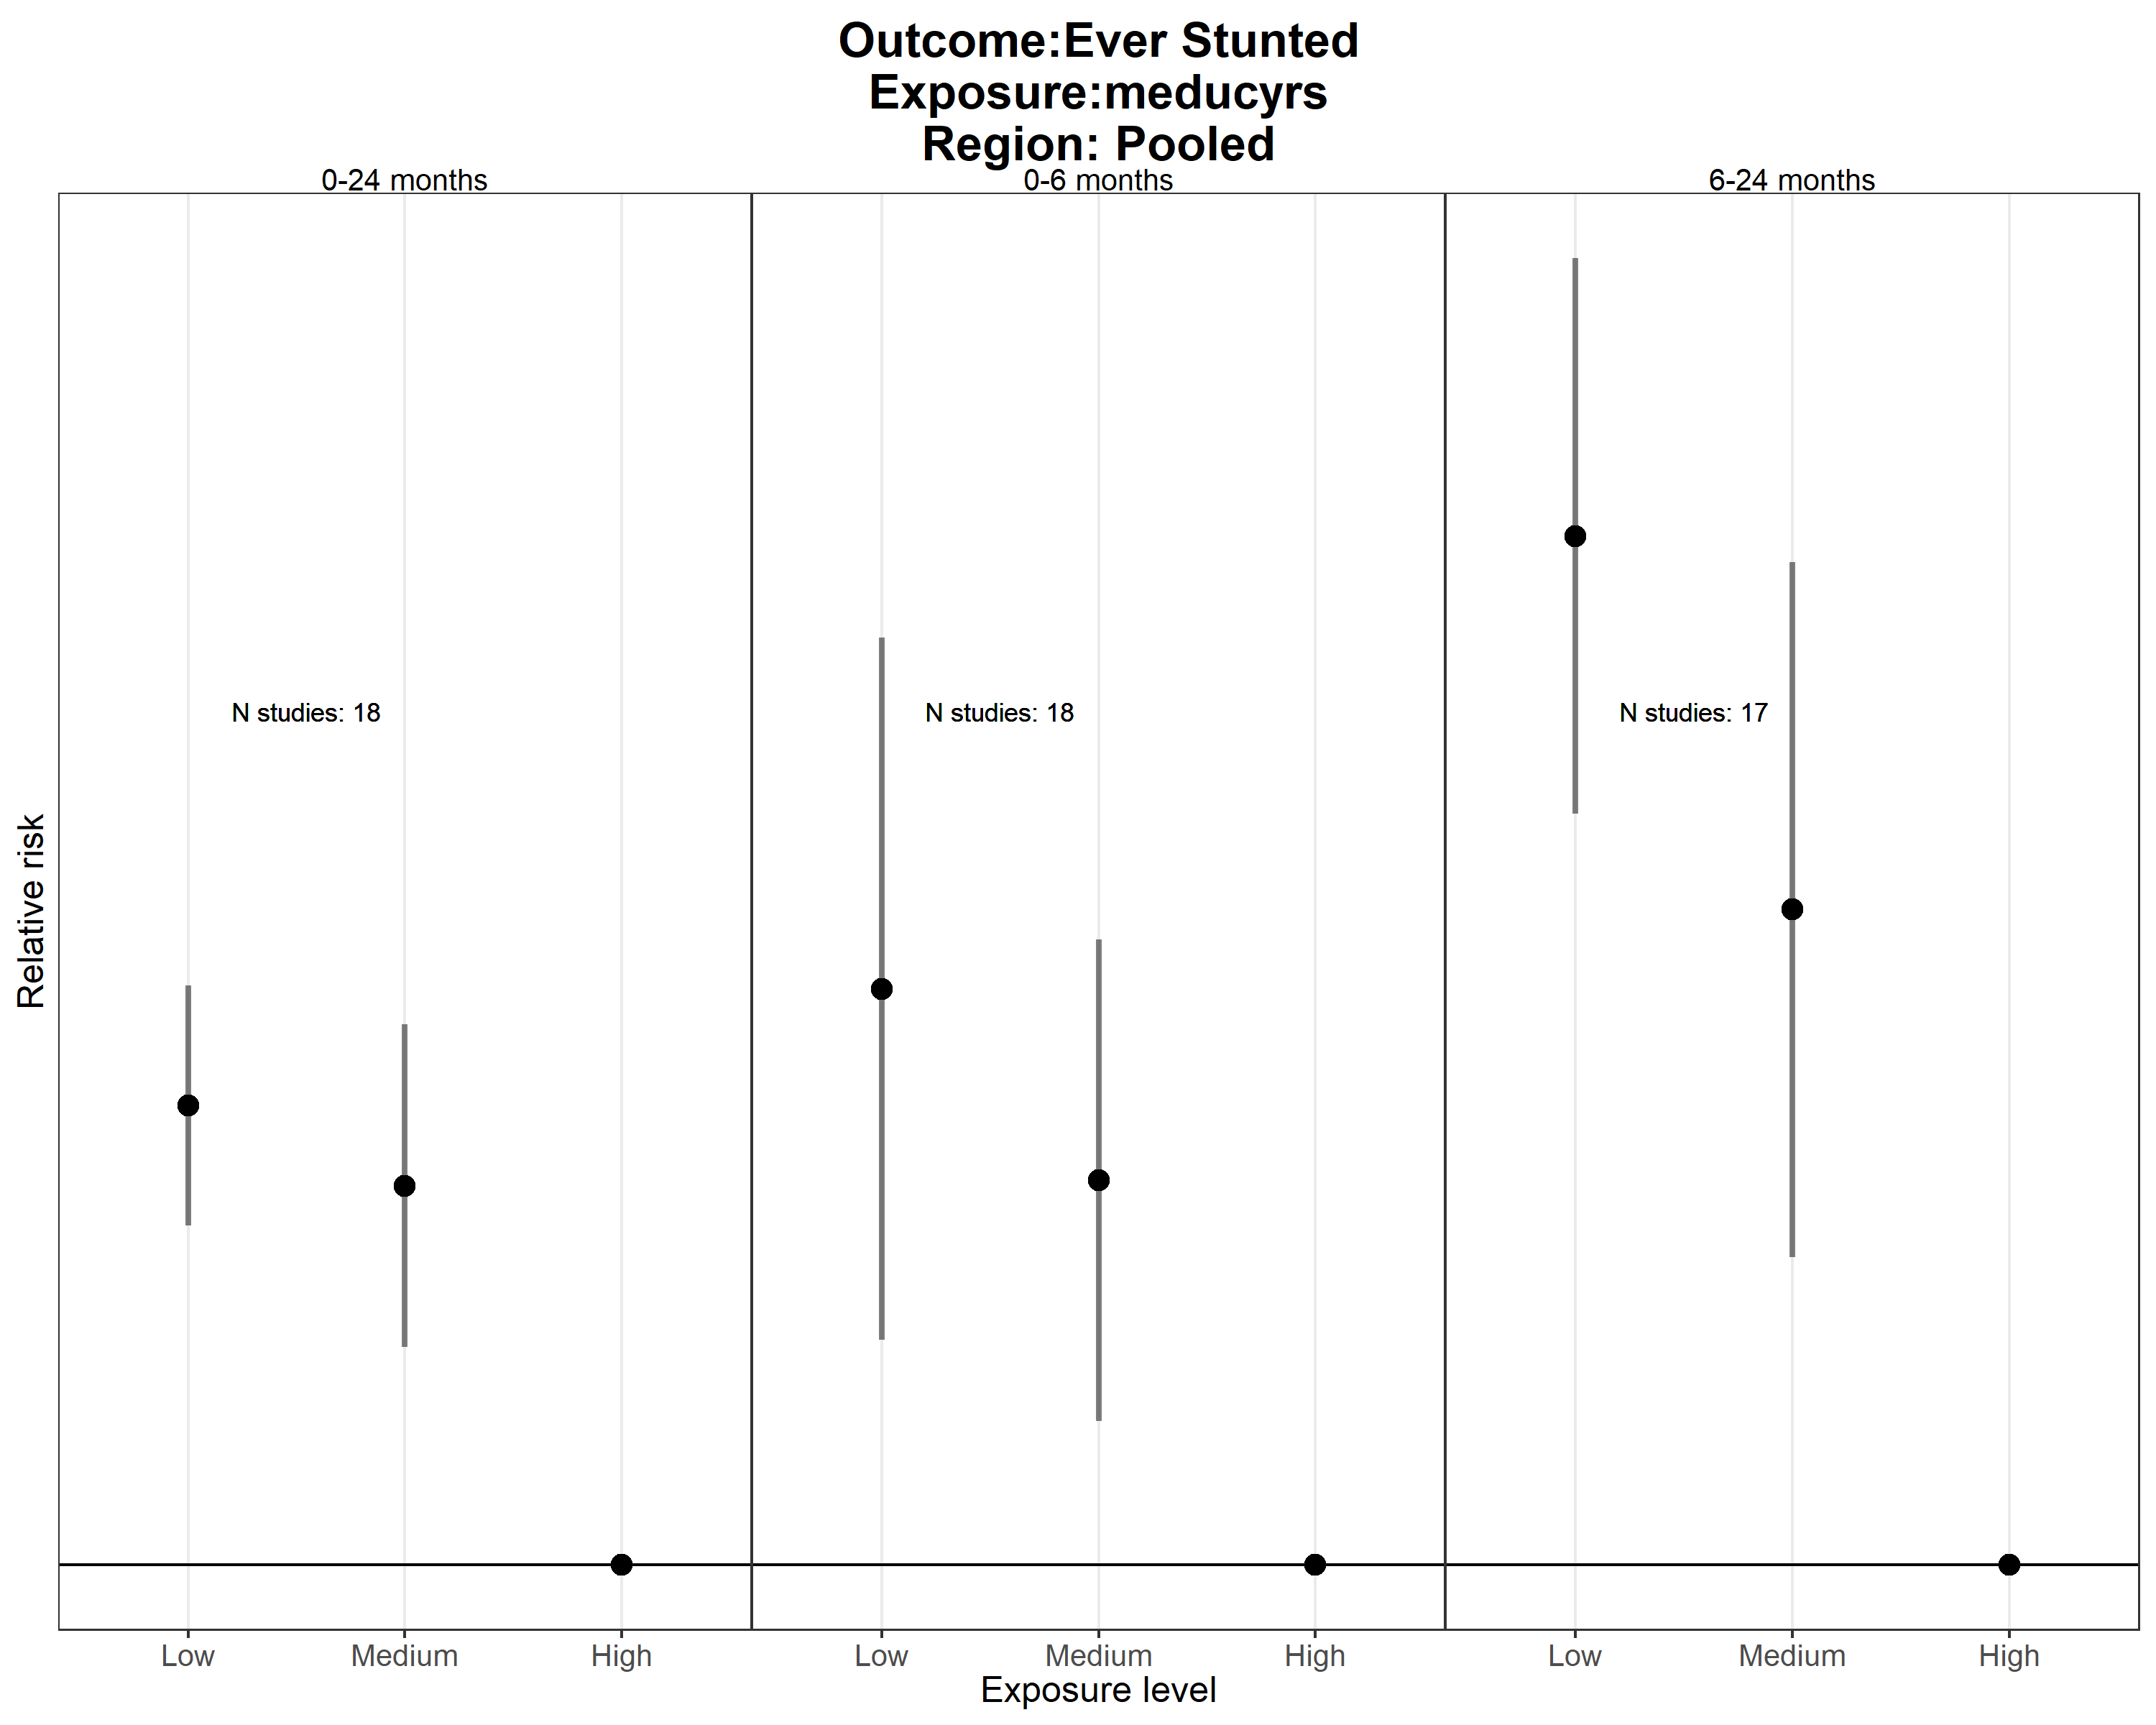 Outcome:Ever Stunted
Exposure:meducyrs
Region: Pooled
0-24 months
0-6 months
6-24 months
N studies: 18
N studies: 18
N studies: 17
Relative risk
Low
Medium
High
Low
Medium
High
Low
Medium
High
Exposure level